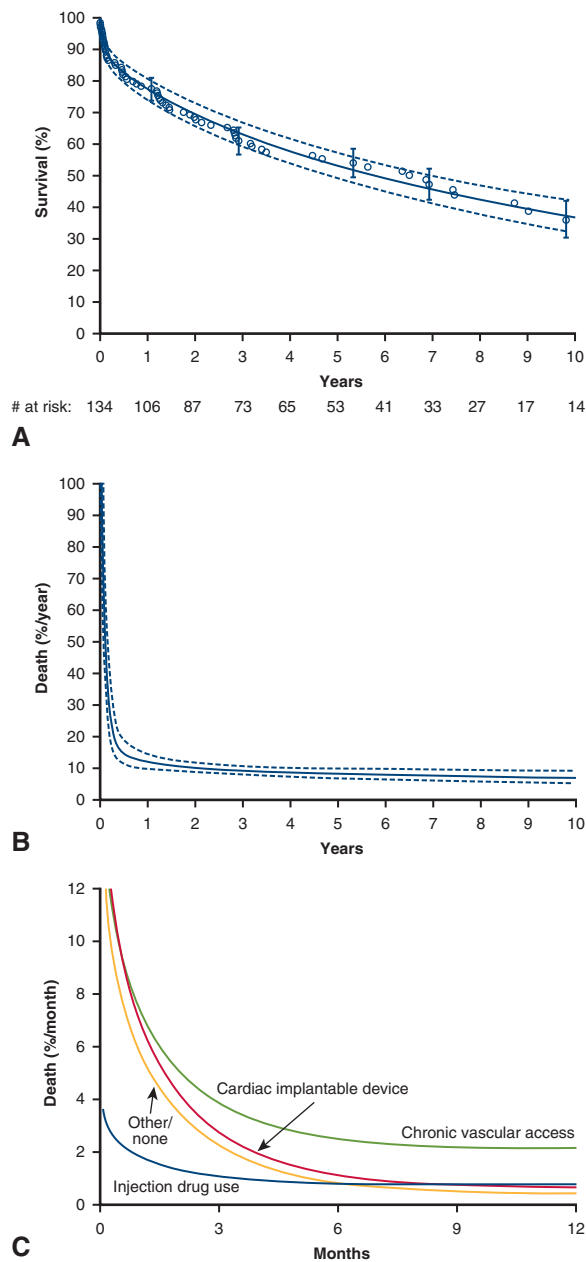 100
90
80
70
60
50
40
30
20
10
0
Survival (%)
0 1 2 3 4 5 6 7 8 9 10
Years
# at risk: 134 106 87 73 65 53 41 33 27 17 14
A
100
90
80
70
60
50
40
30
20
10
0
Death (%/year)
0 1 2 3 4 5 6 7 8 9 10
Years
B
12
10
8
6
4
2
0
Death (%/month)
Cardiac implantable device
Other/
none
Chronic vascular access
Injection drug use
0 3 6 9 12
Months
C